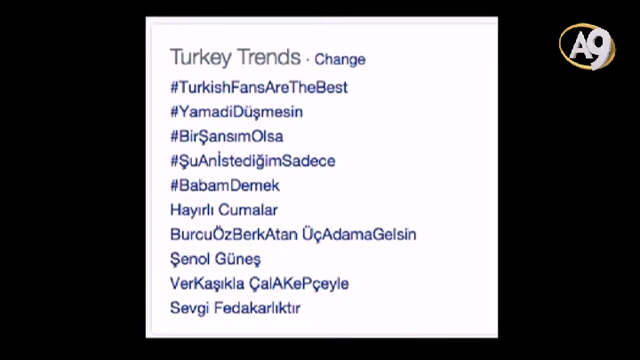 A9
Turkey Trends · Change
#TurkishFansAreTheBest
#YamadiDüşmesin
#BirŞansımOlsa
#ŞuAnİstediğimSadece
#BabamDemek
Hayırlı Cumalar
BurcuÖzBerkAtan ÜçAdamaGelsin
Şenol Güneş
VerKaşıkla ÇalAKePçeyle
Sevgi Fedakarlıktır